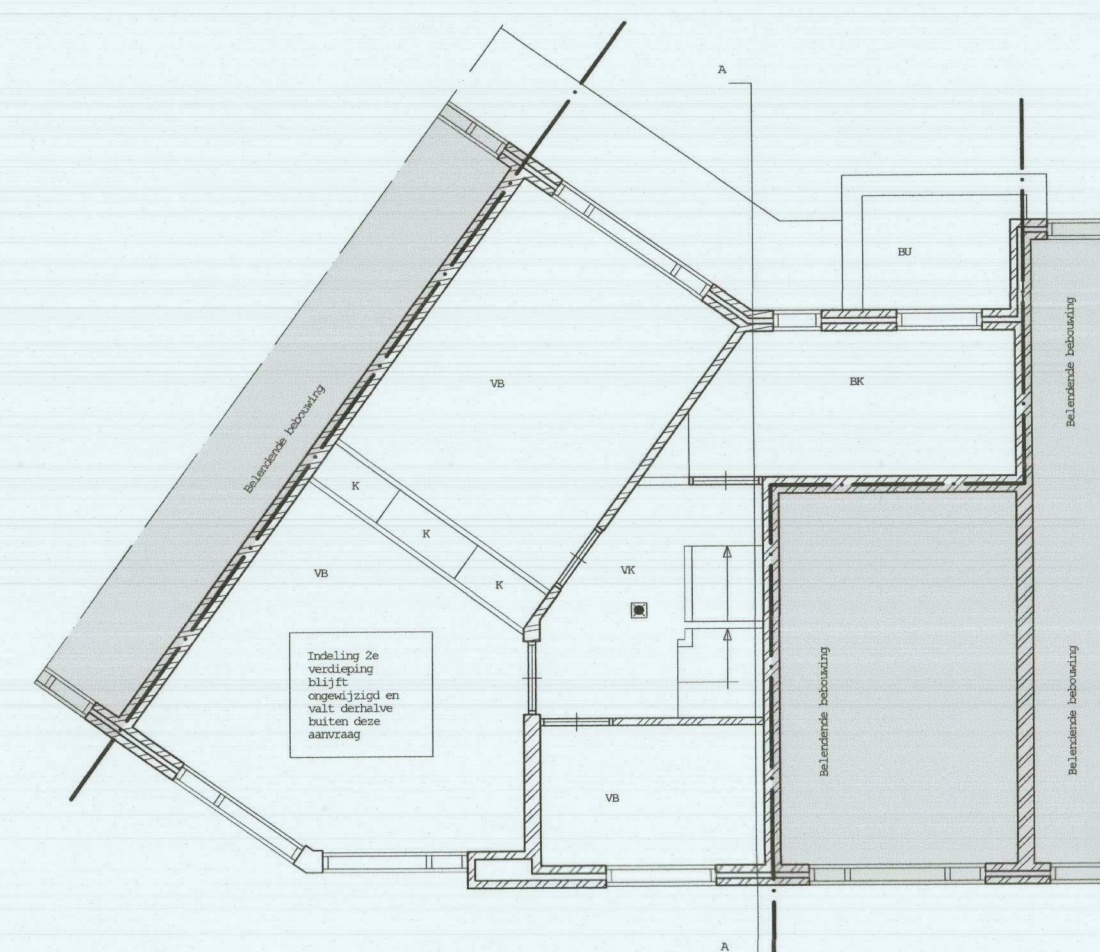 A
BU
Belendende bebouwing
VB
BK
Belendende bebouwing
K
K
VB
VK
K
Indeling 2e
verdieping
blijft
ongewijzigd en
valt derhalve
buiten deze
aanvraag
Belendende bebouwing
Belendende bebouwing
VB
A